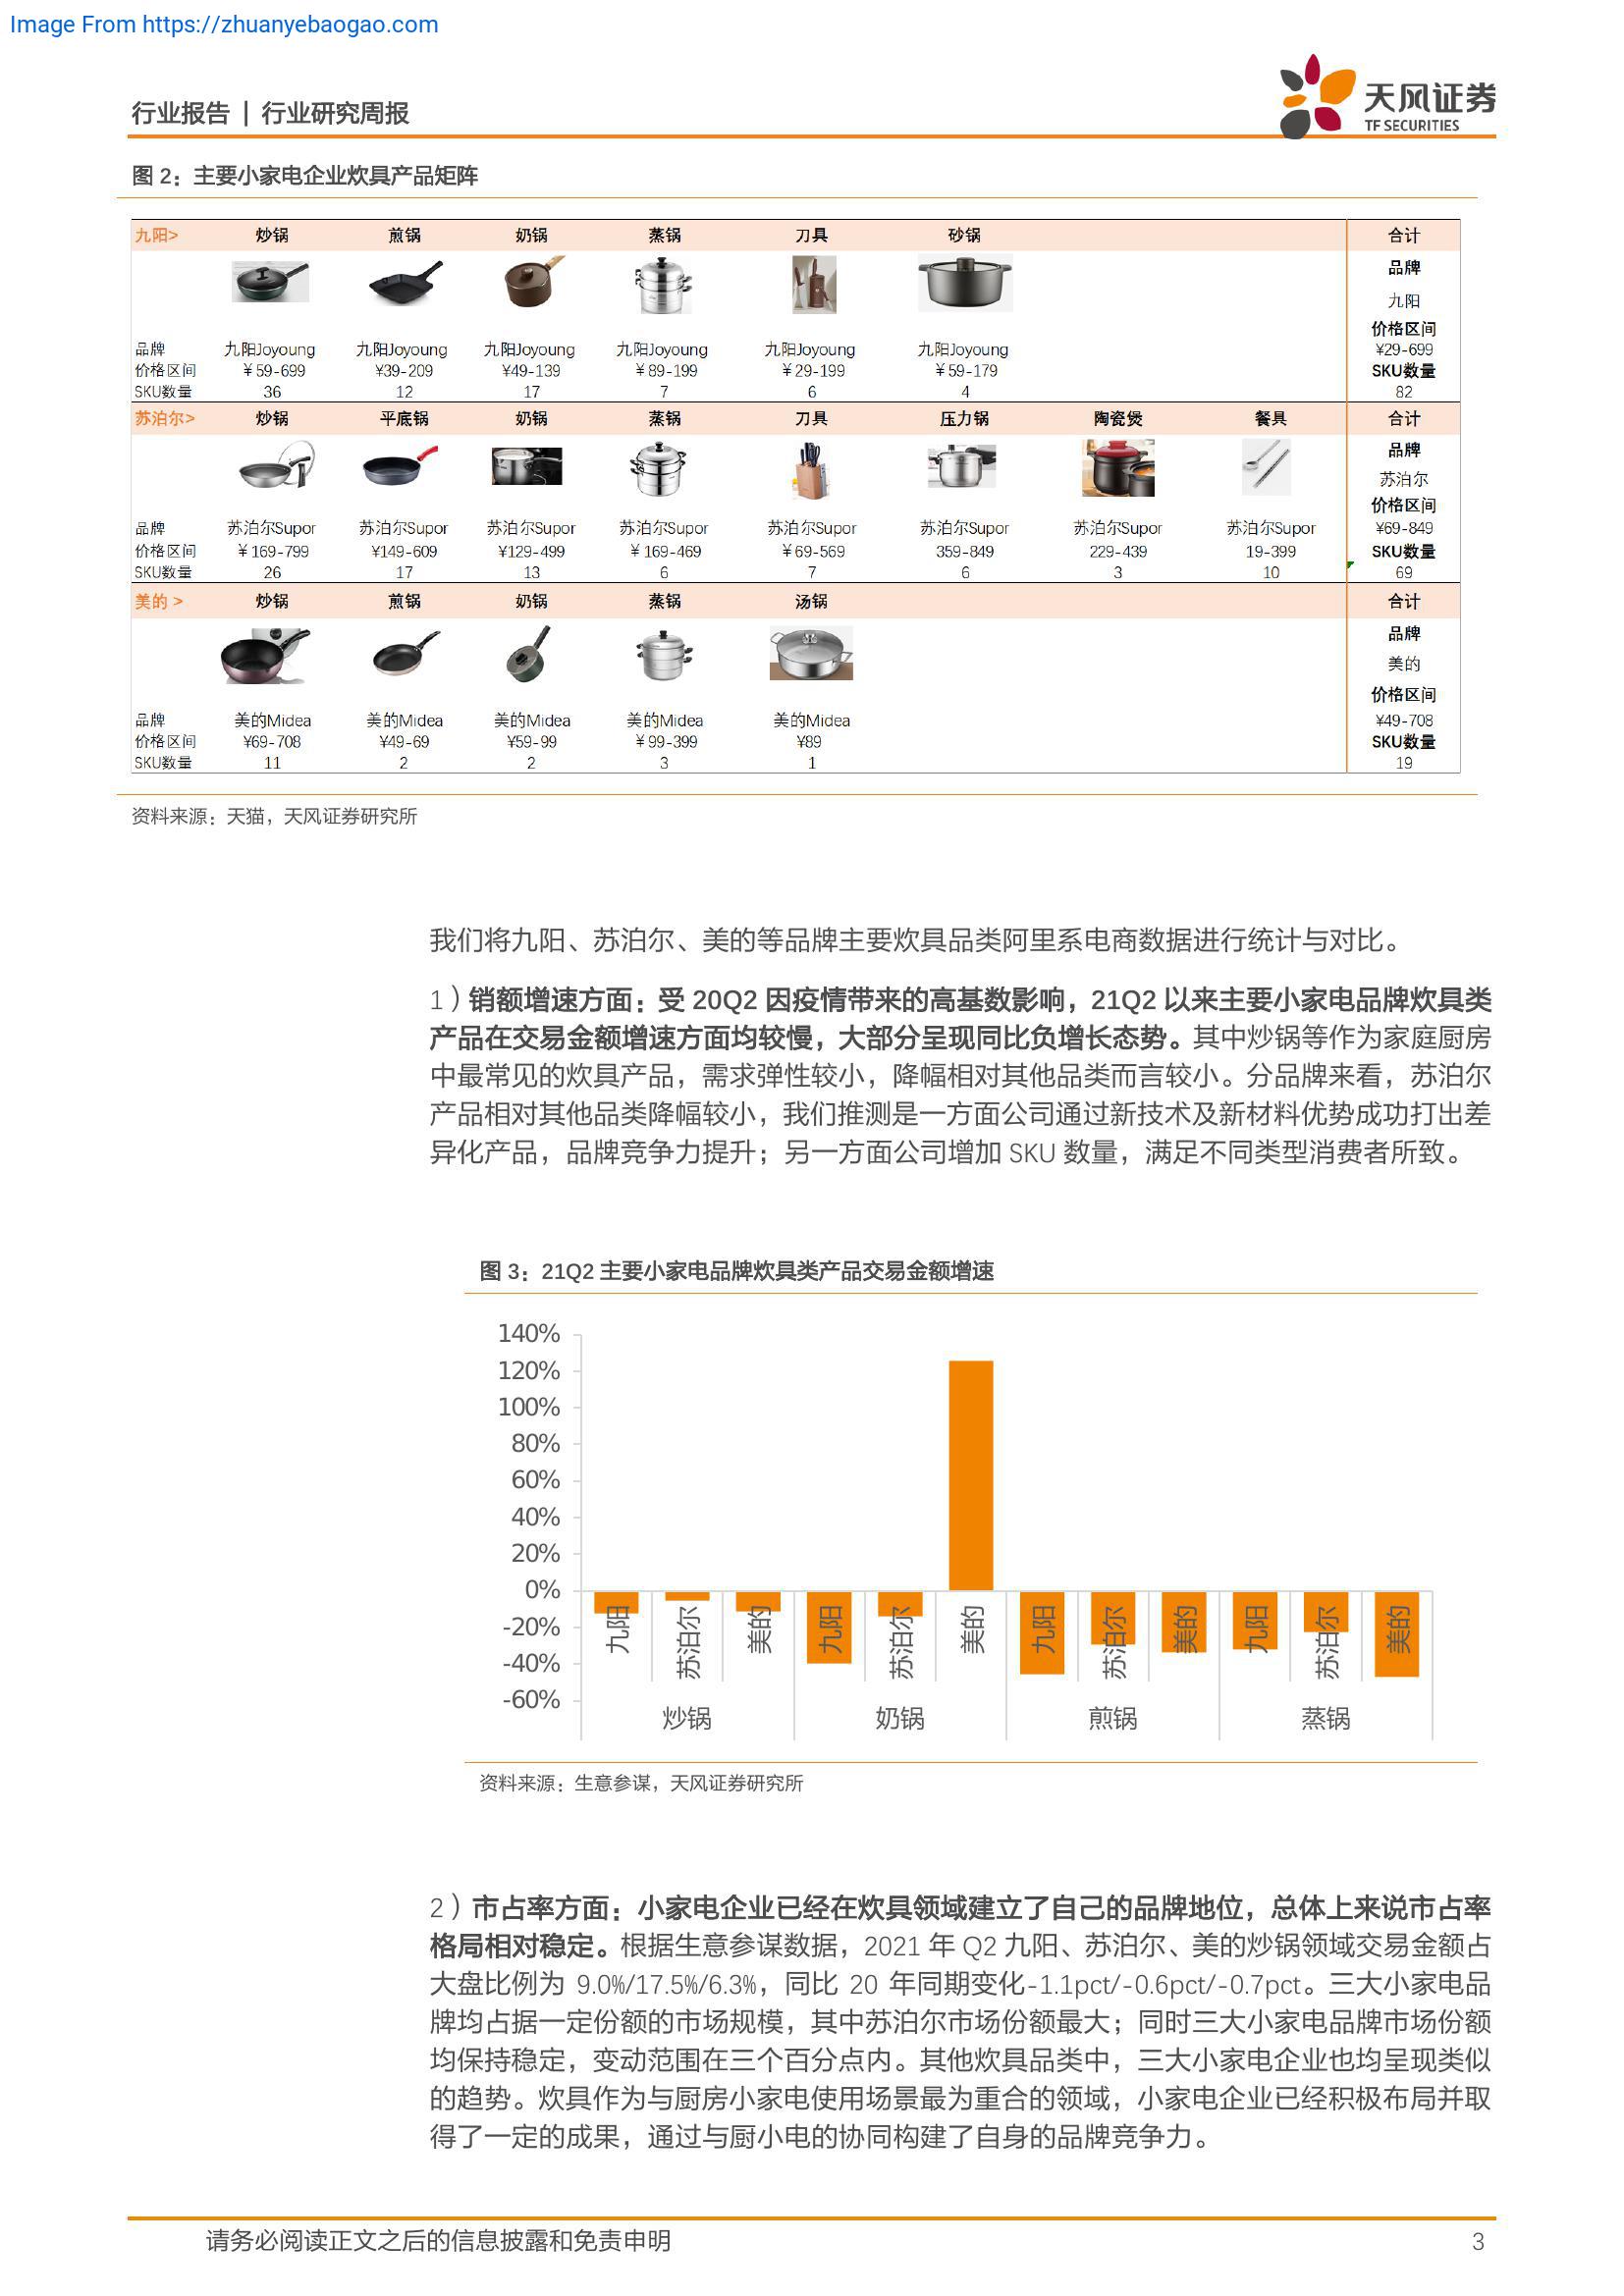 Image From https://zhuanyebaogao.com
行业报告 | 行业研究周报
天风证券
TF SECURITIES
图 2：主要小家电企业炊具产品矩阵
九阳> 炒锅 煎锅 奶锅 蒸锅 刀具 砂锅 合计
品牌
九阳
价格区间
品牌 九阳Joyoung 九阳Joyoung 九阳Joyoung 九阳Joyoung 九阳Joyoung 九阳Joyoung ¥29-699
价格区间 ￥59-699 ¥39-209 ¥49-139 ￥89-199 ￥29-199 ￥59-179 SKU数量
SKU数量 36 12 17 7 6 4 82
苏泊尔> 炒锅 平底锅 奶锅 蒸锅 刀具 压力锅 陶瓷煲 餐具 合计
品牌
苏泊尔
价格区间
品牌 苏泊尔Supor 苏泊尔Supor 苏泊尔Supor 苏泊尔Supor 苏泊尔Supor 苏泊尔Supor 苏泊尔Supor 苏泊尔Supor ¥69-849
价格区间 ￥169-799 ¥149-609 ¥129-499 ￥169-469 ￥69-569 359-849 229-439 19-399 SKU数量
SKU数量 26 17 13 6 7 6 3 10 69
美的 > 炒锅 煎锅 奶锅 蒸锅 汤锅 合计
品牌
美的
价格区间
品牌 美的Midea 美的Midea 美的Midea 美的Midea 美的Midea ¥49-708
价格区间 ¥69-708 ¥49-69 ¥59-99 ￥99-399 ¥89 SKU数量
SKU数量 11 2 2 3 1 19
资料来源：天猫，天风证券研究所
我们将九阳、苏泊尔、美的等品牌主要炊具品类阿里系电商数据进行统计与对比。
1）销额增速方面：受 20Q2 因疫情带来的高基数影响，21Q2 以来主要小家电品牌炊具类
产品在交易金额增速方面均较慢，大部分呈现同比负增长态势。其中炒锅等作为家庭厨房
中最常见的炊具产品，需求弹性较小，降幅相对其他品类而言较小。分品牌来看，苏泊尔
产品相对其他品类降幅较小，我们推测是一方面公司通过新技术及新材料优势成功打出差
异化产品，品牌竞争力提升；另一方面公司增加 SKU 数量，满足不同类型消费者所致。
图 3：21Q2 主要小家电品牌炊具类产品交易金额增速
140%
120%
100%
80%
60%
40%
20%
0%
-20%
-40%
-60%
九阳 苏泊尔 美的 九阳 苏泊尔 美的 九阳 苏泊尔 美的 九阳 苏泊尔 美的
炒锅 奶锅 煎锅 蒸锅
资料来源：生意参谋，天风证券研究所
2）市占率方面：小家电企业已经在炊具领域建立了自己的品牌地位，总体上来说市占率
格局相对稳定。根据生意参谋数据，2021 年 Q2 九阳、苏泊尔、美的炒锅领域交易金额占
大盘比例为 9.0%/17.5%/6.3%，同比 20 年同期变化-1.1pct/-0.6pct/-0.7pct。三大小家电品
牌均占据一定份额的市场规模，其中苏泊尔市场份额最大；同时三大小家电品牌市场份额
均保持稳定，变动范围在三个百分点内。其他炊具品类中，三大小家电企业也均呈现类似
的趋势。炊具作为与厨房小家电使用场景最为重合的领域，小家电企业已经积极布局并取
得了一定的成果，通过与厨小电的协同构建了自身的品牌竞争力。
请务必阅读正文之后的信息披露和免责申明 3